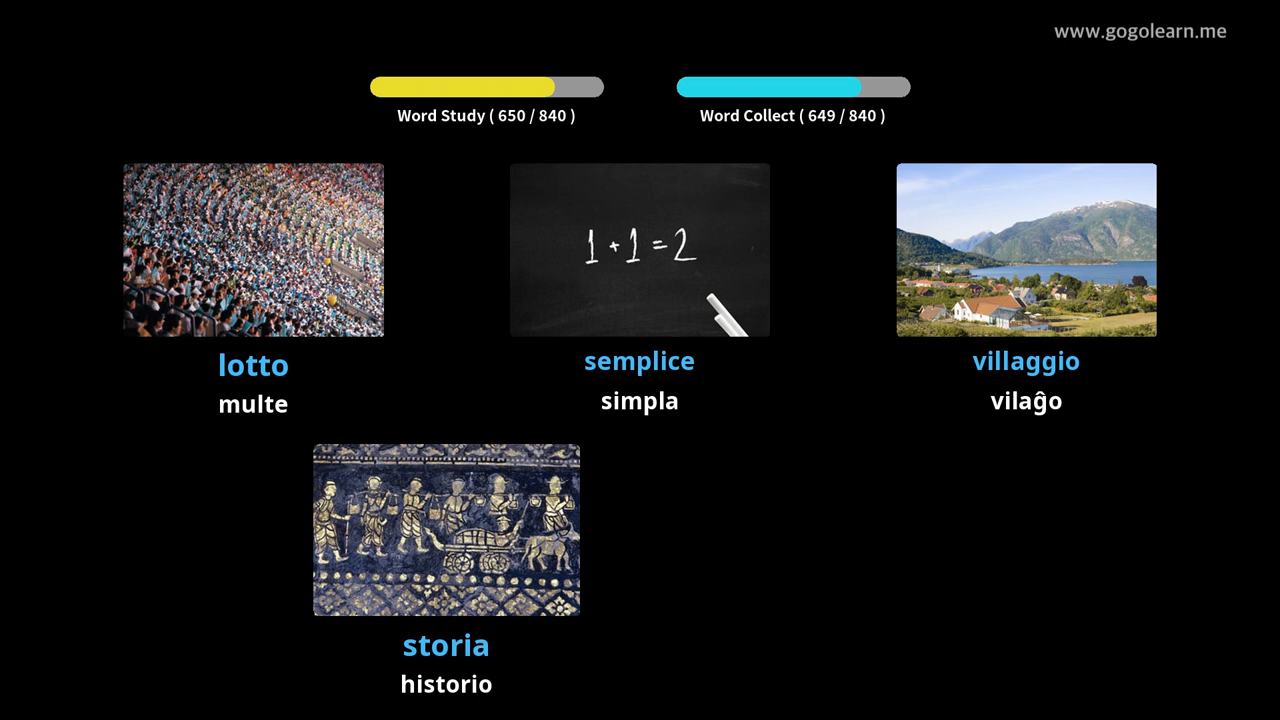 www.gogolearn.me
Word Study ( 650 / 840 )
Word Collect ( 649 / 840 )
1 + 1 = 2
lotto
multe
semplice
simpla
villaggio
vilaĝo
storia
historio